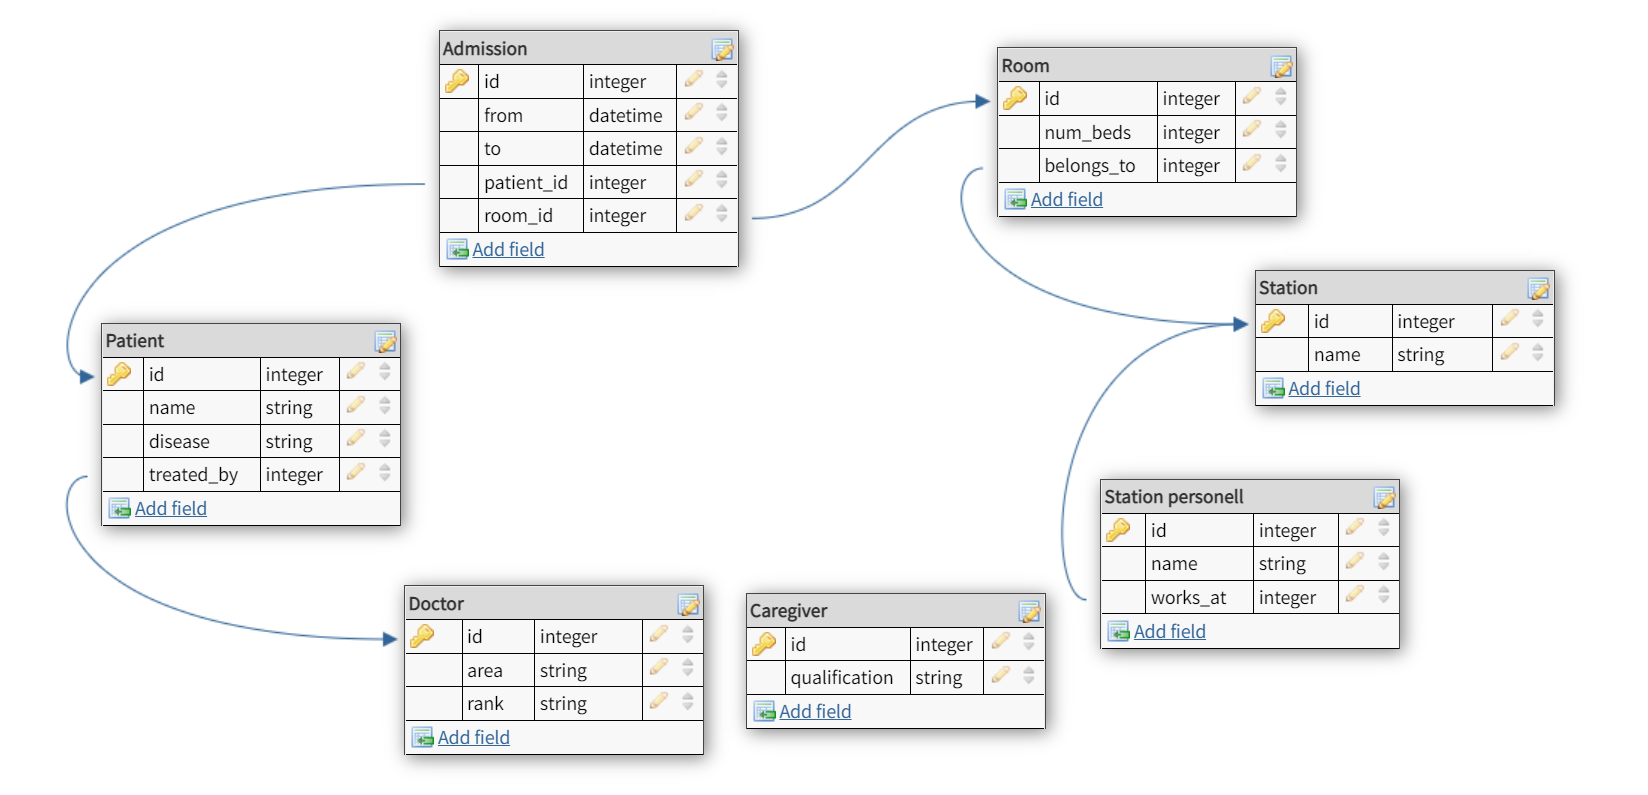 Admission
id integer
from datetime
to datetime
patient_id integer
room_id integer
Add field
Room
id integer
num_beds integer
belongs_to integer
Add field
Station
id integer
name string
Add field
Patient
id integer
name string
disease string
treated_by integer
Add field
Station personell
id integer
name string
works_at integer
Add field
Doctor
id integer
area string
rank string
Add field
Caregiver
id integer
qualification string
Add field